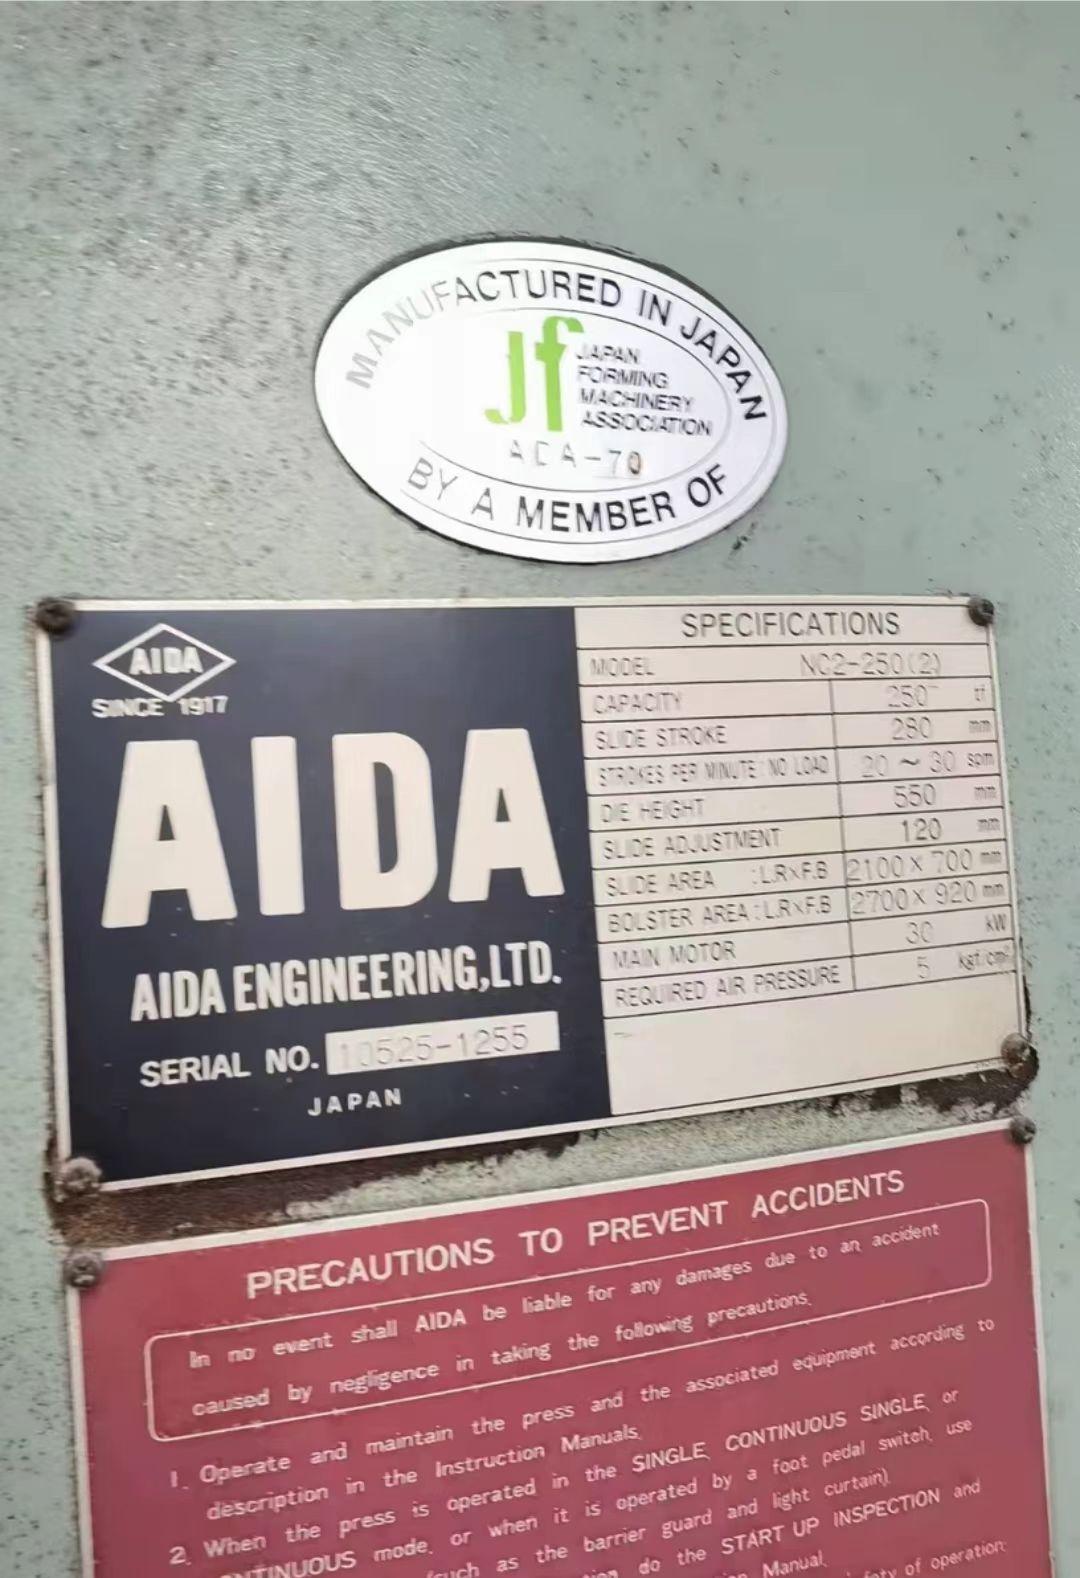 MANUFACTURED IN JAPAN
Jf
JAPAN
FORMING
MACHINERY
ASSOCIATION
-70
BY A MEMBER OF
AIDA
SINCE 1917
AIDA
AIDA ENGINEERING,LTD.
SERIAL NO. 10525-1255
JAPAN
SPECIFICATIONS
MODEL NC2-250(2)
CAPACITY 250 tf
SLIDE STROKE 280 mm
STROKES PER MINUTE : NO LOAD 20 ~ 30 spm
DIE HEIGHT 550 mm
SLIDE ADJUSTMENT 120 mm
SLIDE AREA : L.R×F.B 2100 × 700 mm
BOLSTER AREA : L.R×F.B 2700 × 920 mm
MAIN MOTOR 30 kW
REQUIRED AIR PRESSURE 5 kgf/cm²
PRECAUTIONS TO PREVENT ACCIDENTS
In no event shall AIDA be liable for any damages due to an accident
caused by negligence in taking the following precautions.
1. Operate and maintain the press and the associated equipment according to
description in the Instruction Manuals.
2. When the press is operated in the SINGLE, CONTINUOUS SINGLE, or
CONTINUOUS mode, or when it is operated by a foot pedal switch, use
(such as the barrier guard and light curtain).
do the START UP INSPECTION and
Manual.
of operation: